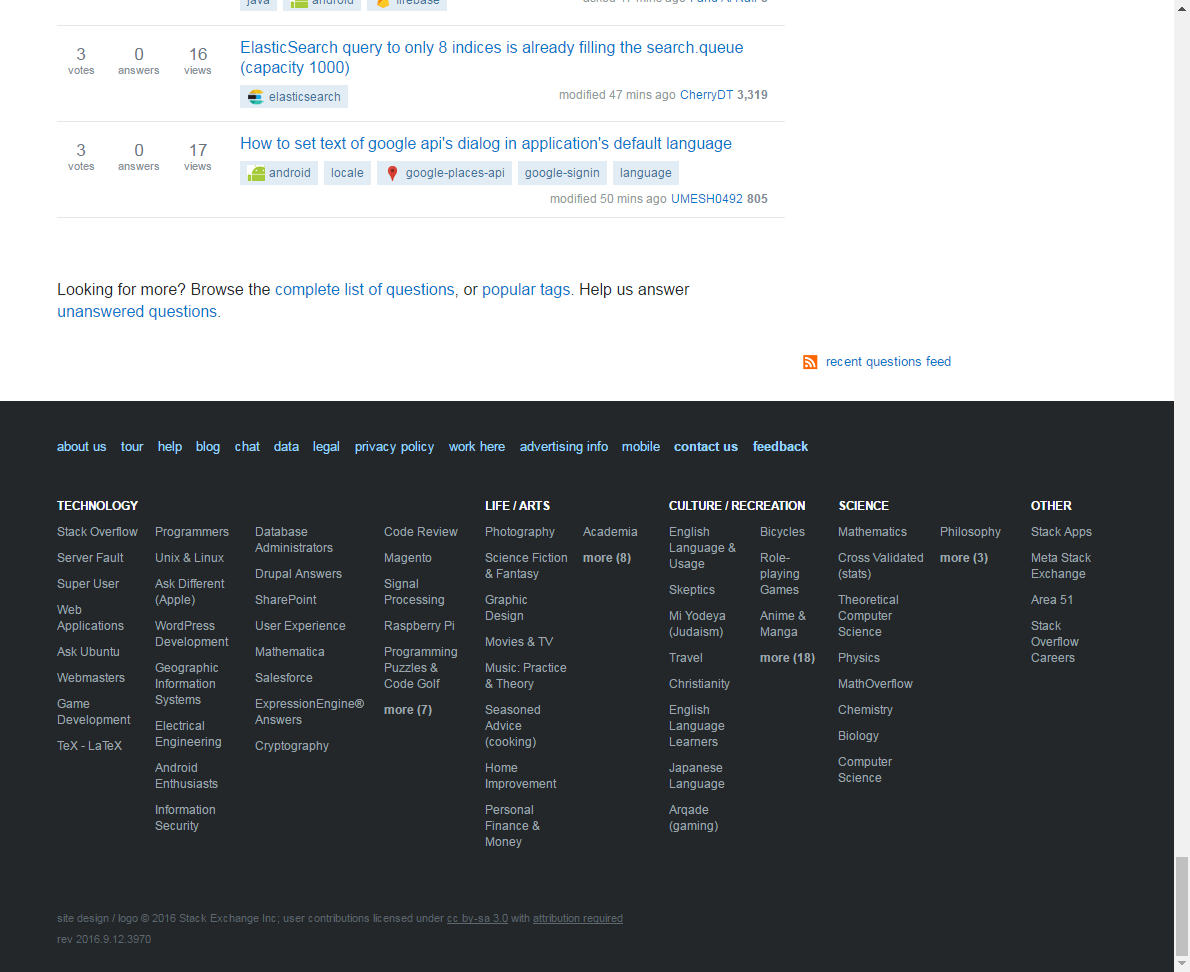 java android firebase
3 0 16 ElasticSearch query to only 8 indices is already filling the search.queue
votes answers views (capacity 1000)
elasticsearch modified 47 mins ago CherryDT 3,319
3 0 17 How to set text of google api's dialog in application's default language
votes answers views
android locale google-places-api google-signin language
modified 50 mins ago UMESH0492 805
Looking for more? Browse the complete list of questions, or popular tags. Help us answer
unanswered questions.
recent questions feed
about us tour help blog chat data legal privacy policy work here advertising info mobile contact us feedback
TECHNOLOGY
Stack Overflow
Server Fault
Super User
Web
Applications
Ask Ubuntu
Webmasters
Game
Development
TeX - LaTeX
Programmers
Unix & Linux
Ask Different
(Apple)
WordPress
Development
Geographic
Information
Systems
Electrical
Engineering
Android
Enthusiasts
Information
Security
Database
Administrators
Drupal Answers
SharePoint
User Experience
Mathematica
Salesforce
ExpressionEngine®
Answers
Cryptography
Code Review
Magento
Signal
Processing
Raspberry Pi
Programming
Puzzles &
Code Golf
more (7)
LIFE / ARTS
Photography
Science Fiction
& Fantasy
Graphic
Design
Movies & TV
Music: Practice
& Theory
Seasoned
Advice
(cooking)
Home
Improvement
Personal
Finance &
Money
Academia
more (8)
CULTURE / RECREATION
English
Language &
Usage
Skeptics
Mi Yodeya
(Judaism)
Travel
Christianity
English
Language
Learners
Japanese
Language
Arqade
(gaming)
Bicycles
Role-
playing
Games
Anime &
Manga
more (18)
SCIENCE
Mathematics
Cross Validated
(stats)
Theoretical
Computer
Science
Physics
MathOverflow
Chemistry
Biology
Computer
Science
Philosophy
more (3)
OTHER
Stack Apps
Meta Stack
Exchange
Area 51
Stack
Overflow
Careers
site design / logo © 2016 Stack Exchange Inc; user contributions licensed under cc by-sa 3.0 with attribution required
rev 2016.9.12.3970